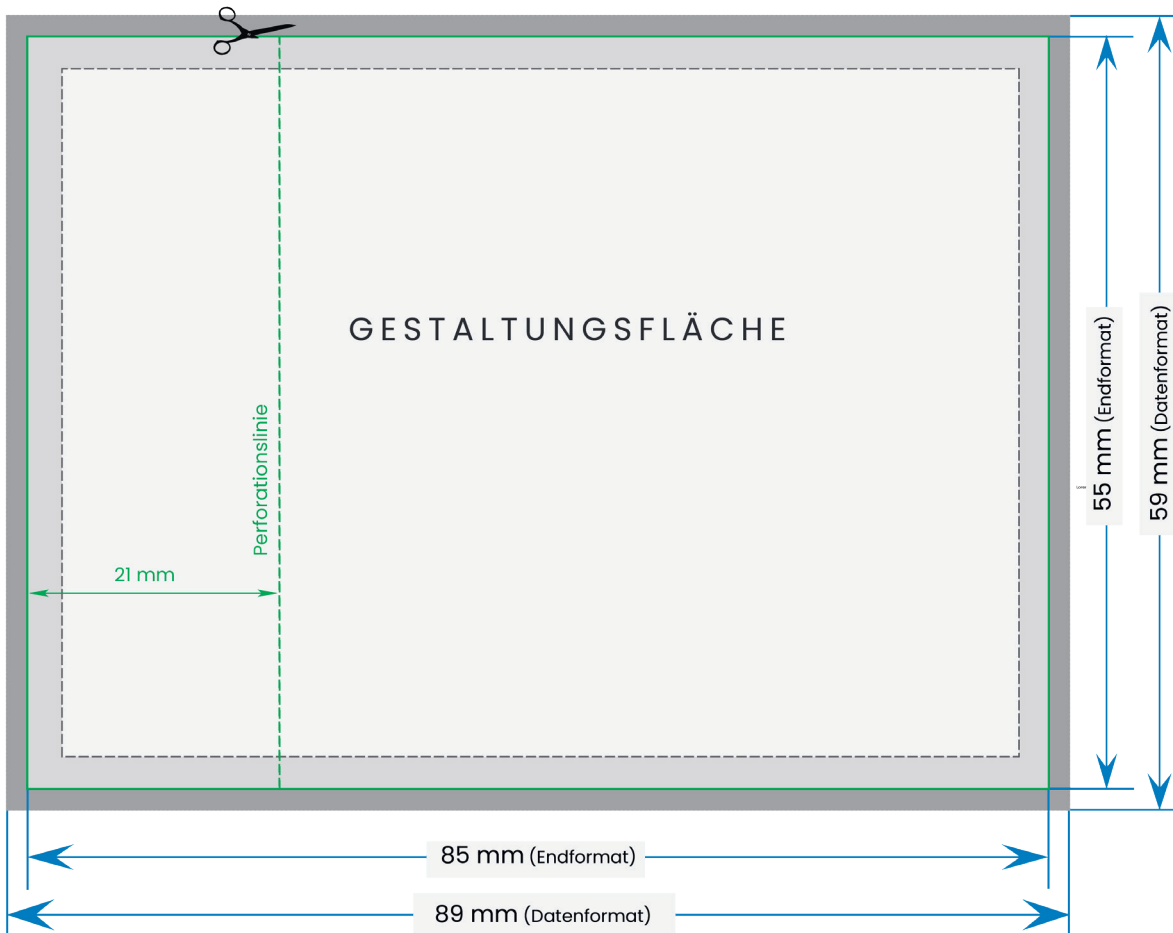 GESTALTUNGSFLÄCHE
Perforationslinie
21 mm
55 mm (Endformat)
59 mm (Datenformat)
85 mm (Endformat)
89 mm (Datenformat)